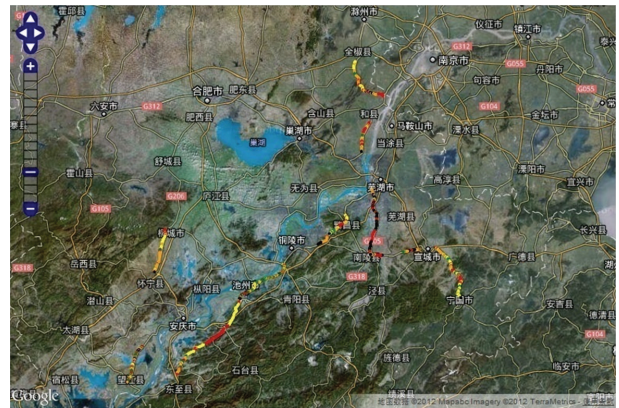 霍邱县
滁州市
仪征市
镇江市
全椒县
G312
南京市
G055
丹阳市
合肥市
肥东县
句容市
G055
六安市
G312
含山县
和县
G104
金坛市
肥西县
巢湖市
马鞍山市
溧水县
巢湖
当涂县
舒城县
溧阳市
霍山县
无为县
芜湖市
高淳县
宜兴市
G206
庐江县
G105
芜湖县
长兴县
城市
昌县
铜陵市
G318
岳西县
南陵
宣城市
广德县
怀宁县
枞阳县
池州
G318
潜山县
青阳县
泾县
宁国市
安吉县
德清县
太湖县
安庆市
G104
石台县
旌德县
临安市
宿松县
望江县
东至县
绩溪县
Google
地图数据 ©2012 Mapabc Imagery ©2012 TerraMetrics -